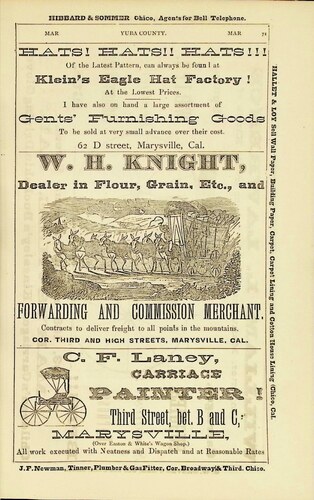 HIBBARD & SOMMER Chico, Agents for Bell Telephone.
MAR YUBA COUNTY. MAR 71
HATS! HATS!! HATS!!!
Of the Latest Pattern, can always be foun l at
Klein's Eagle Hat Factory!
At the Lowest Prices.
I have also on hand a large assortment of
Gents' Furnishing Goods
To be sold at very small advance over their cost.
62 D street, Marysville, Cal.
W. H. KNIGHT,
Dealer in Flour, Grain, Etc., and
FORWARDING AND COMMISSION MERCHANT.
Contracts to deliver freight to all points in the mountains.
COR. THIRD AND HIGH STREETS, MARYSVILLE, CAL.
C. F. Laney,
CARRIAGE
PAINTER!
Third Street, bet. B and C,
MARYSVILLE,
(Over Easton & White's Wagon Shop.)
All work executed with Neatness and Dispatch and at Reasonable Rates
J. F. Newman, Tinner, Plumber & Gas Fitter, Cor. Broadway & Third. Chico.
HALLET & LOY Sell Wall Paper, Building Paper, Carpet, Carpet Lining and Cotton House Lining Chico, Cal.